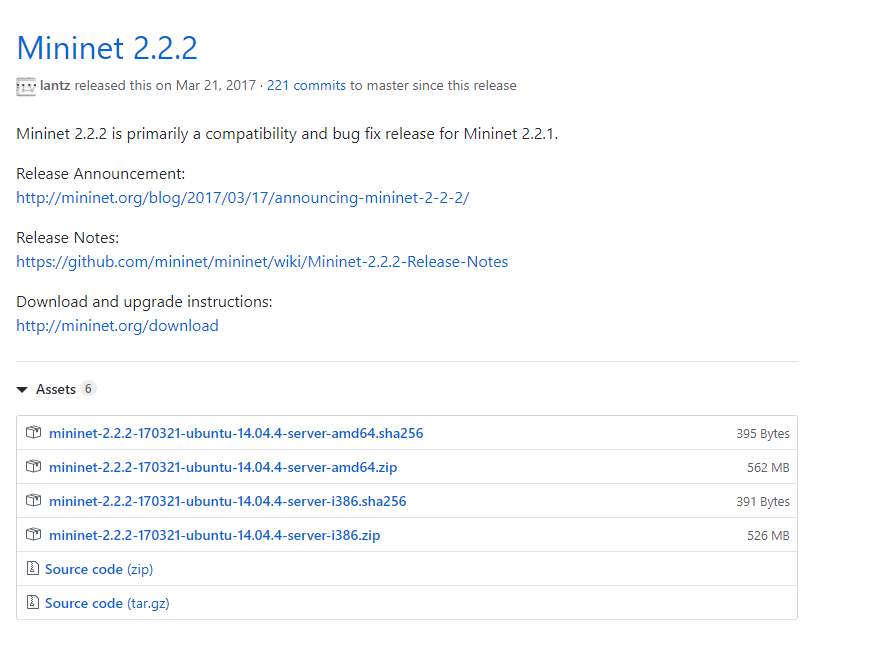 Mininet 2.2.2
lantz released this on Mar 21, 2017 · 221 commits to master since this release
Mininet 2.2.2 is primarily a compatibility and bug fix release for Mininet 2.2.1.
Release Announcement:
http://mininet.org/blog/2017/03/17/announcing-mininet-2-2-2/
Release Notes:
https://github.com/mininet/mininet/wiki/Mininet-2.2.2-Release-Notes
Download and upgrade instructions:
http://mininet.org/download
Assets 6
mininet-2.2.2-170321-ubuntu-14.04.4-server-amd64.sha256 395 Bytes
mininet-2.2.2-170321-ubuntu-14.04.4-server-amd64.zip 562 MB
mininet-2.2.2-170321-ubuntu-14.04.4-server-i386.sha256 391 Bytes
mininet-2.2.2-170321-ubuntu-14.04.4-server-i386.zip 526 MB
Source code (zip)
Source code (tar.gz)